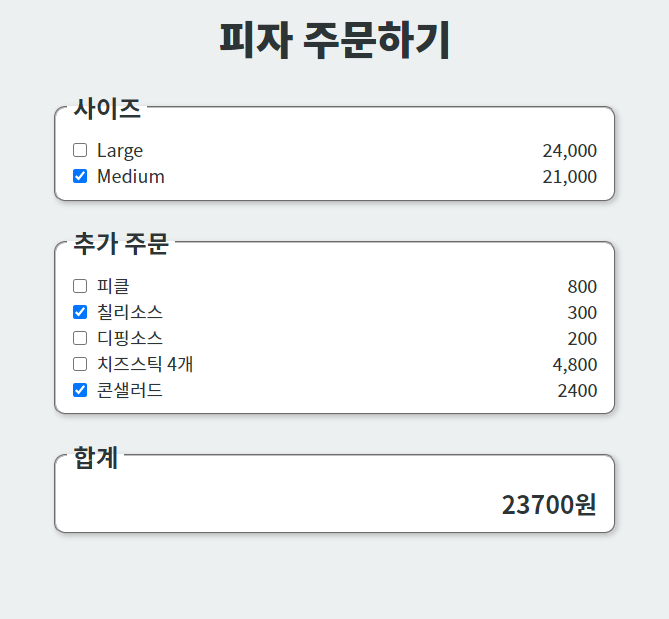 피자 주문하기
사이즈
Large 24,000
Medium 21,000
추가 주문
피클 800
칠리소스 300
디핑소스 200
치즈스틱 4개 4,800
콘샐러드 2400
합계
23700원